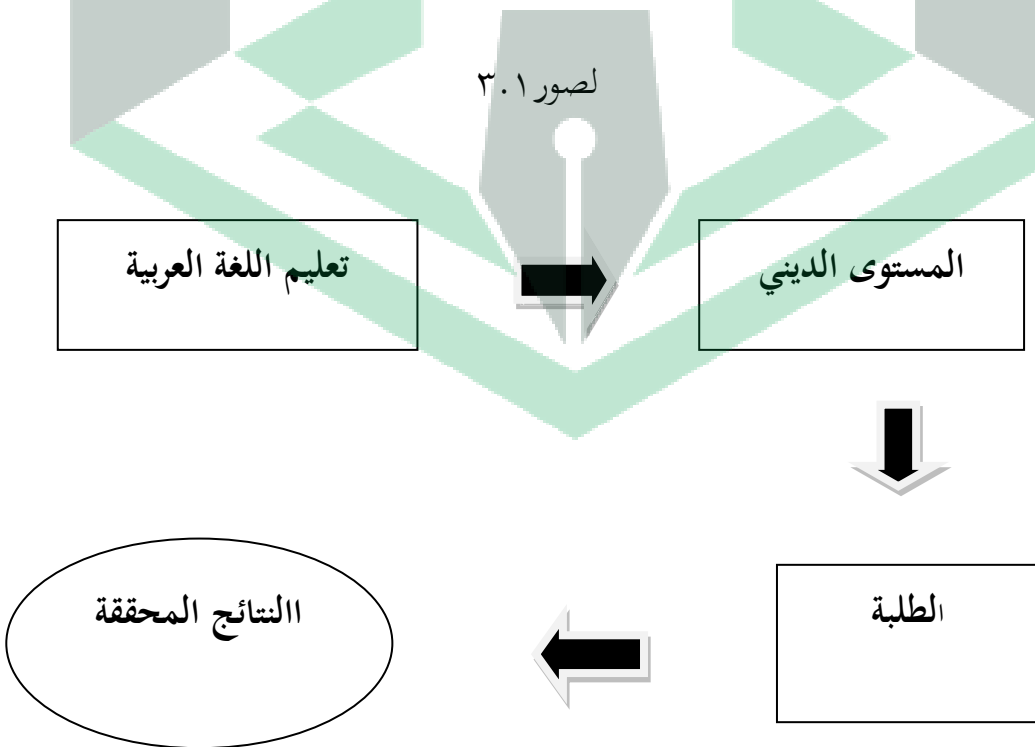 لصور٣.١
تعليم اللغة العربية
المستوى الديني
الطلبة
االنتائج المحققة